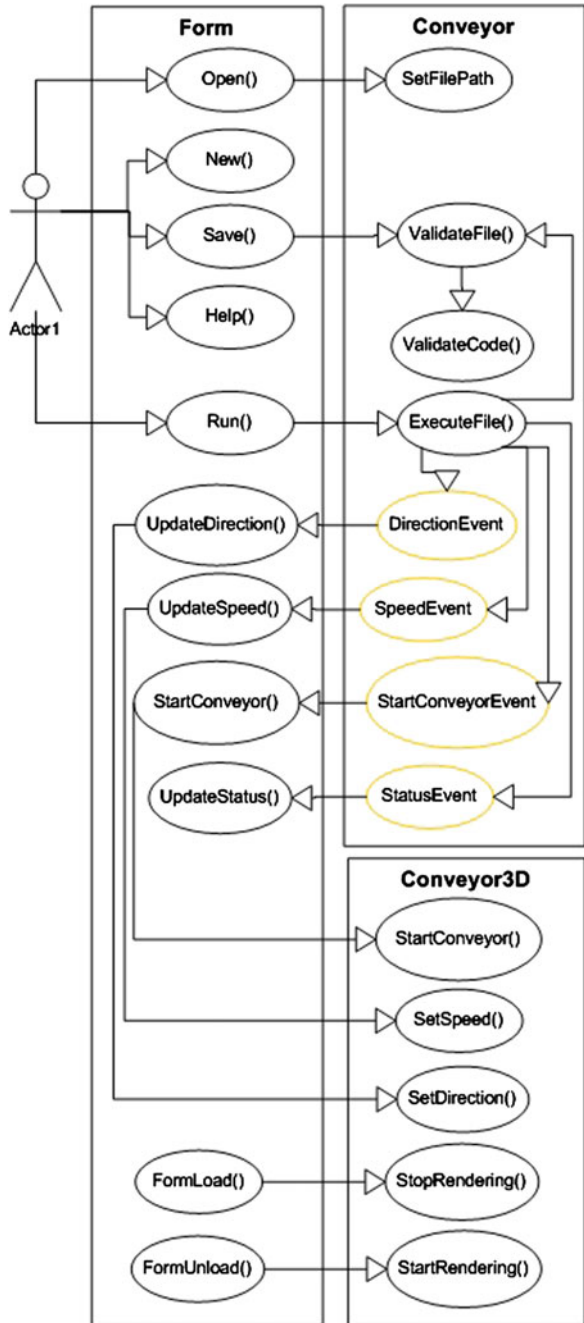 Form
Conveyor
Open()
SetFilePath
New()
Save()
ValidateFile()
Help()
Actor1
ValidateCode()
Run()
ExecuteFile()
UpdateDirection()
DirectionEvent
UpdateSpeed()
SpeedEvent
StartConveyor()
StartConveyorEvent
UpdateStatus()
StatusEvent
Conveyor3D
StartConveyor()
SetSpeed()
SetDirection()
FormLoad()
StopRendering()
FormUnload()
StartRendering()